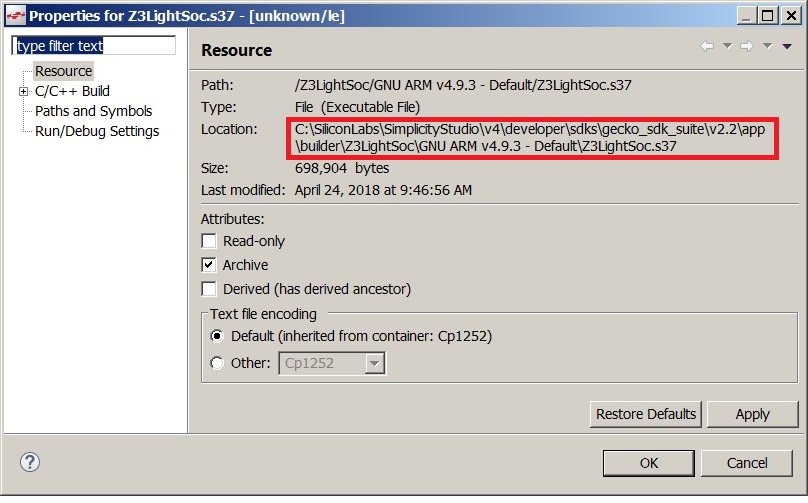 Properties for Z3LightSoc.s37 - [unknown/le]
type filter text
Resource
C/C++ Build
Paths and Symbols
Run/Debug Settings
Resource
Path: /Z3LightSoc/GNU ARM v4.9.3 - Default/Z3LightSoc.s37
Type: File (Executable File)
Location: C:\SiliconLabs\SimplicityStudio\v4\developer\sdks\gecko_sdk_suite\v2.2\app
\builder\Z3LightSoc\GNU ARM v4.9.3 - Default\Z3LightSoc.s37
Size: 698,904 bytes
Last modified: April 24, 2018 at 9:46:56 AM
Attributes:
Read-only
Archive
Derived (has derived ancestor)
Text file encoding
Default (inherited from container: Cp1252)
Other: Cp1252
Restore Defaults Apply
? OK Cancel